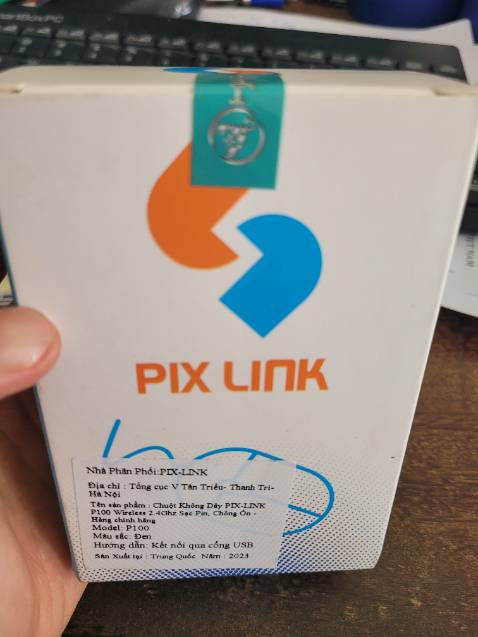 PIX LINK
Nhà Phân Phối:PIX-LINK
Địa chỉ : Tổng cục V Tân Triều- Thanh Trì-
Hà Nội
Tên sản phẩm : Chuột Không Dây PIX-LINK
P100 Wireless 2.4Ghz Sạc Pin, Chống Ồn -
Hàng chính hãng
Model: P100
Màu sắc: Đen
Hướng dẫn: Kết nối qua cổng USB
Sản Xuất tại : Trung Quốc Năm : 2023